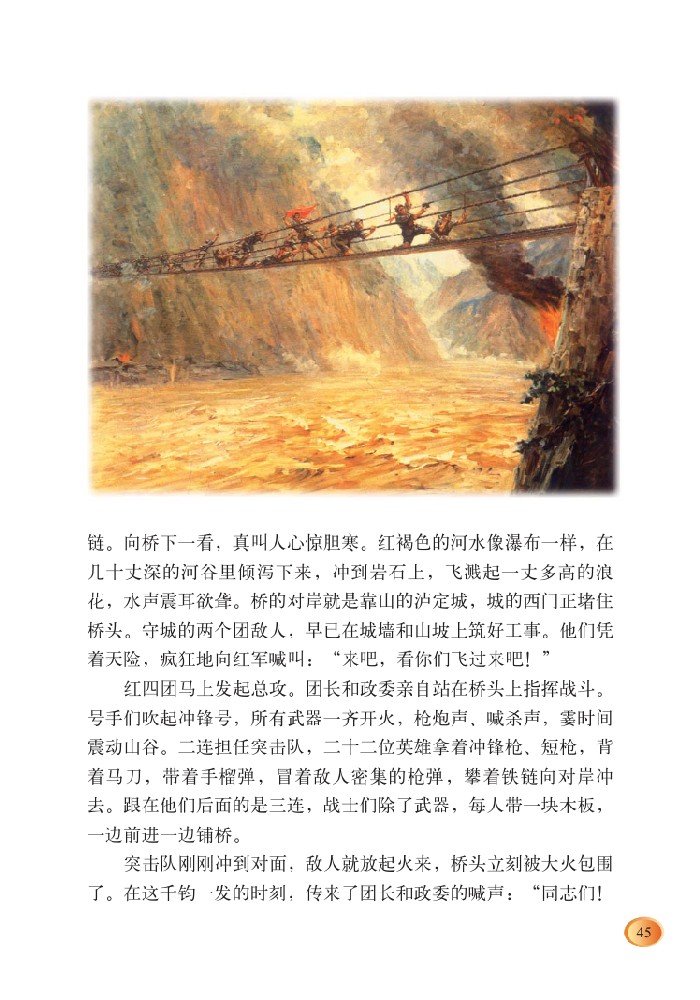 链。向桥下一看，真叫人心惊胆寒。红褐色的河水像瀑布一样，在
几十丈深的河谷里倾泻下来，冲到岩石上，飞溅起一丈多高的浪
花，水声震耳欲聋。桥的对岸就是靠山的泸定城，城的西门正堵住
桥头。守城的两个团敌人，早已在城墙和山坡上筑好工事。他们凭
着天险，疯狂地向红军喊叫：“来吧，看你们飞过来吧！”
红四团马上发起总攻。团长和政委亲自站在桥头上指挥战斗。
号手们吹起冲锋号，所有武器一齐开火，枪炮声、喊杀声，霎时间
震动山谷。二连担任突击队，二十二位英雄拿着冲锋枪、短枪，背
着马刀，带着手榴弹，冒着敌人密集的枪弹，攀着铁链向对岸冲
去。跟在他们后面的是三连，战士们除了武器，每人带一块木板，
一边前进一边铺桥。
突击队刚刚冲到对面，敌人就放起火来，桥头立刻被大火包围
了。在这千钧一发的时刻，传来了团长和政委的喊声：“同志们！
45